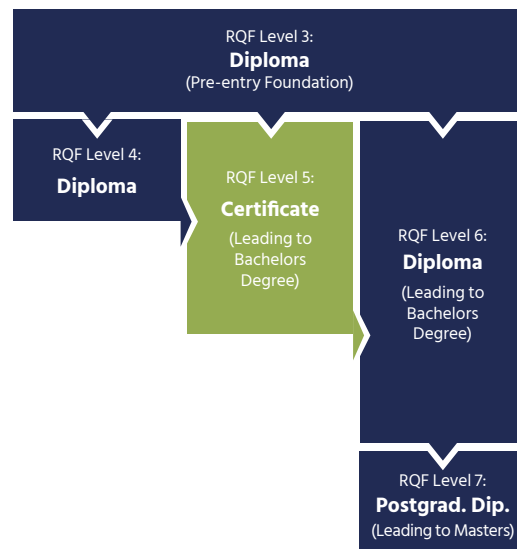 RQF Level 3:
Diploma
(Pre-entry Foundation)
RQF Level 4:
Diploma
RQF Level 5:
Certificate
(Leading to
Bachelors
Degree)
RQF Level 6:
Diploma
(Leading to
Bachelors
Degree)
RQF Level 7:
Postgrad. Dip.
(Leading to Masters)